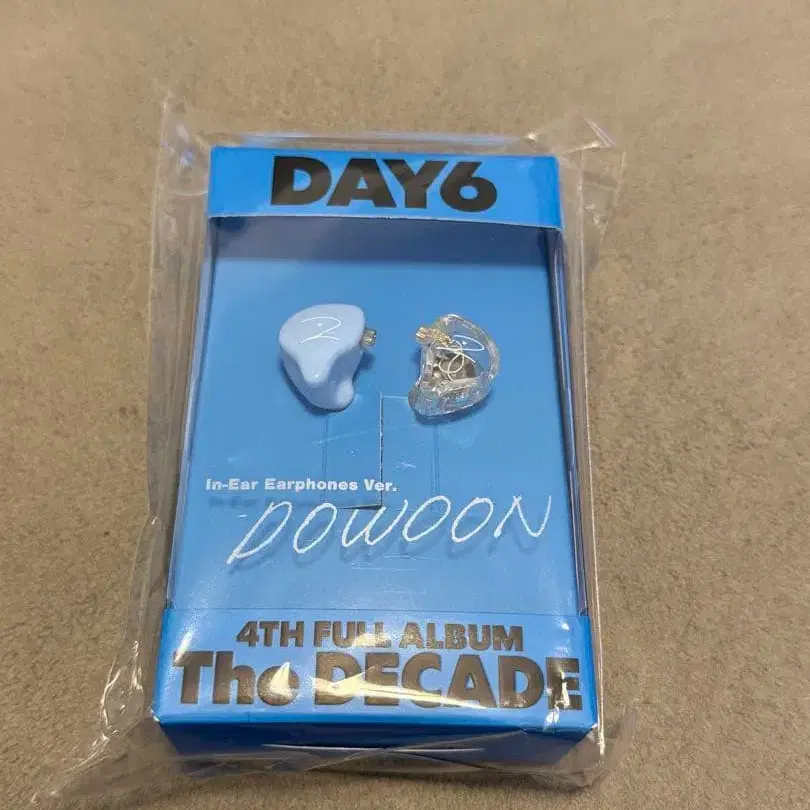 DAY6
In-Ear Earphones Ver.
DOWOON
4TH FULL ALBUM
The DECADE